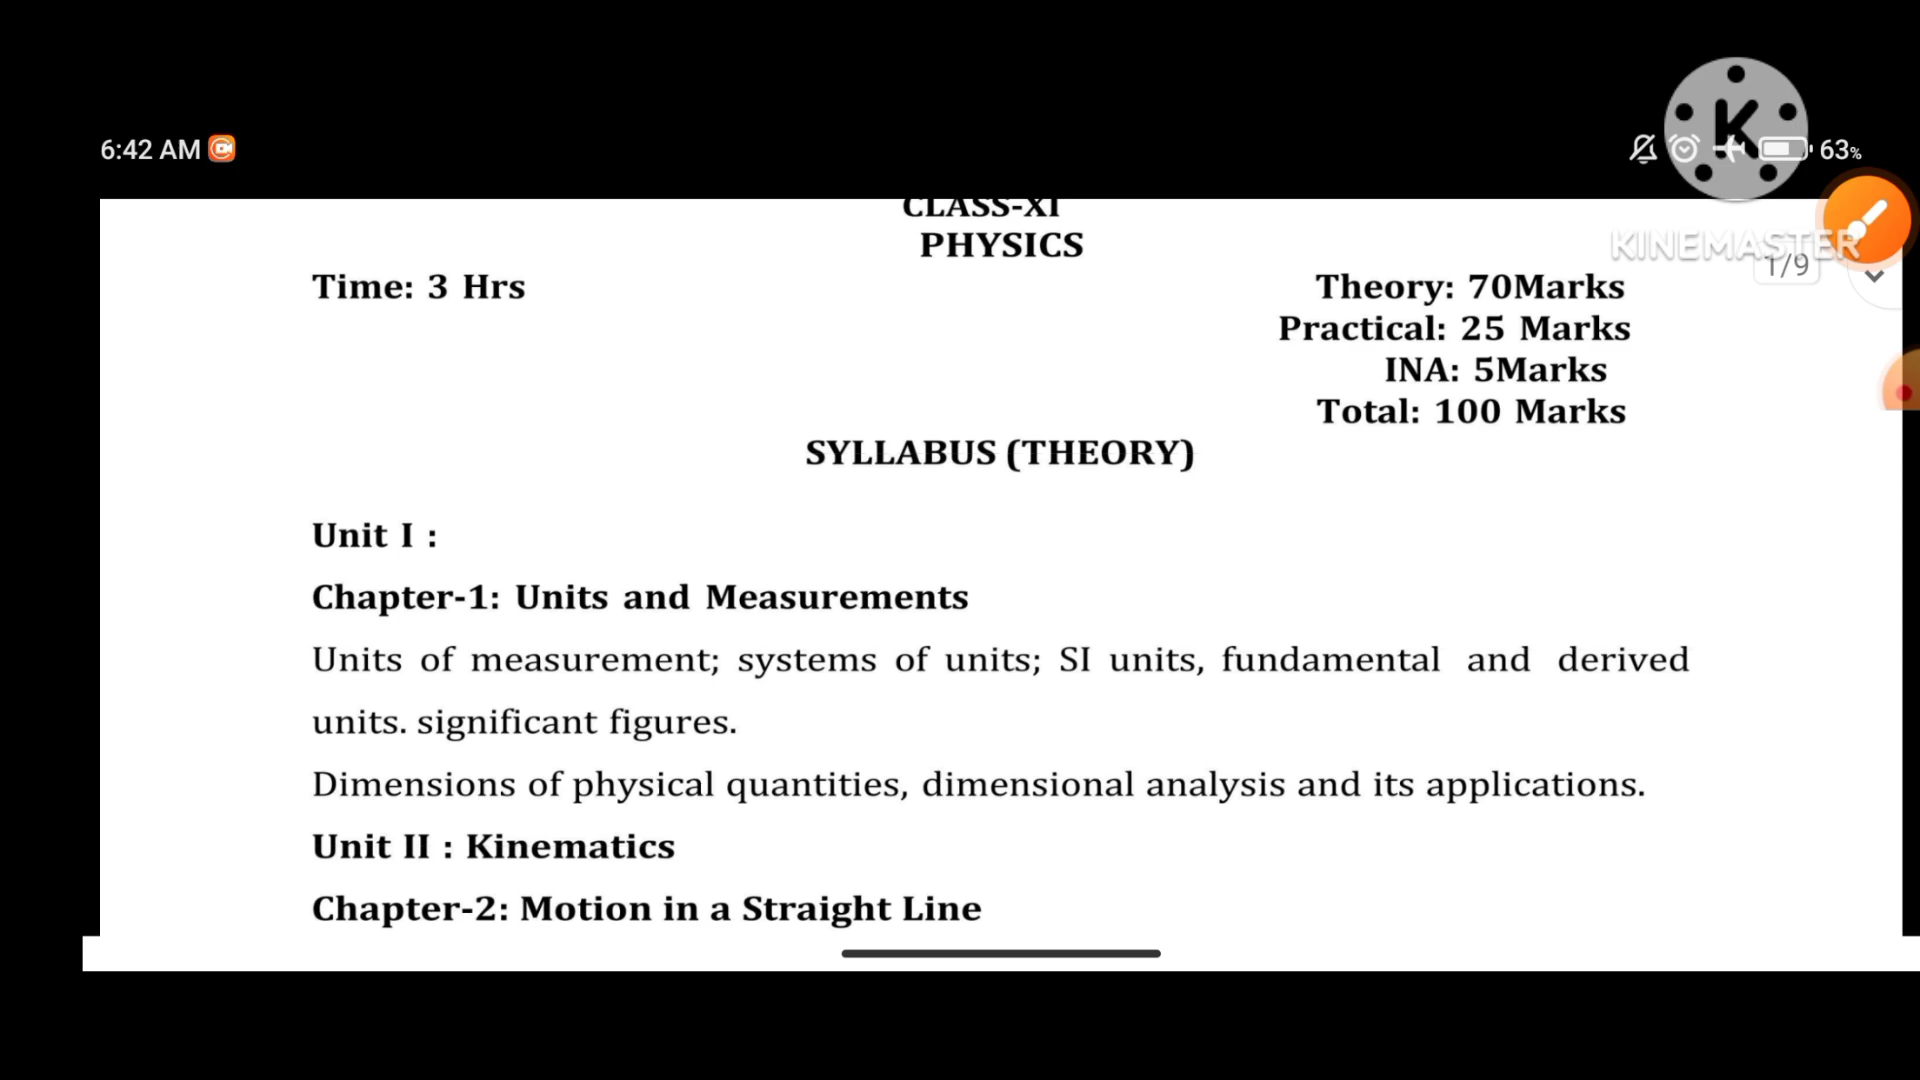 6:42 AM
63%
K
KINEMASTER
1/9
CLASS-XI
PHYSICS
Time: 3 Hrs
Theory: 70Marks
Practical: 25 Marks
INA: 5Marks
Total: 100 Marks
SYLLABUS (THEORY)
Unit I :
Chapter-1: Units and Measurements
Units of measurement; systems of units; SI units, fundamental and derived
units. significant figures.
Dimensions of physical quantities, dimensional analysis and its applications.
Unit II : Kinematics
Chapter-2: Motion in a Straight Line